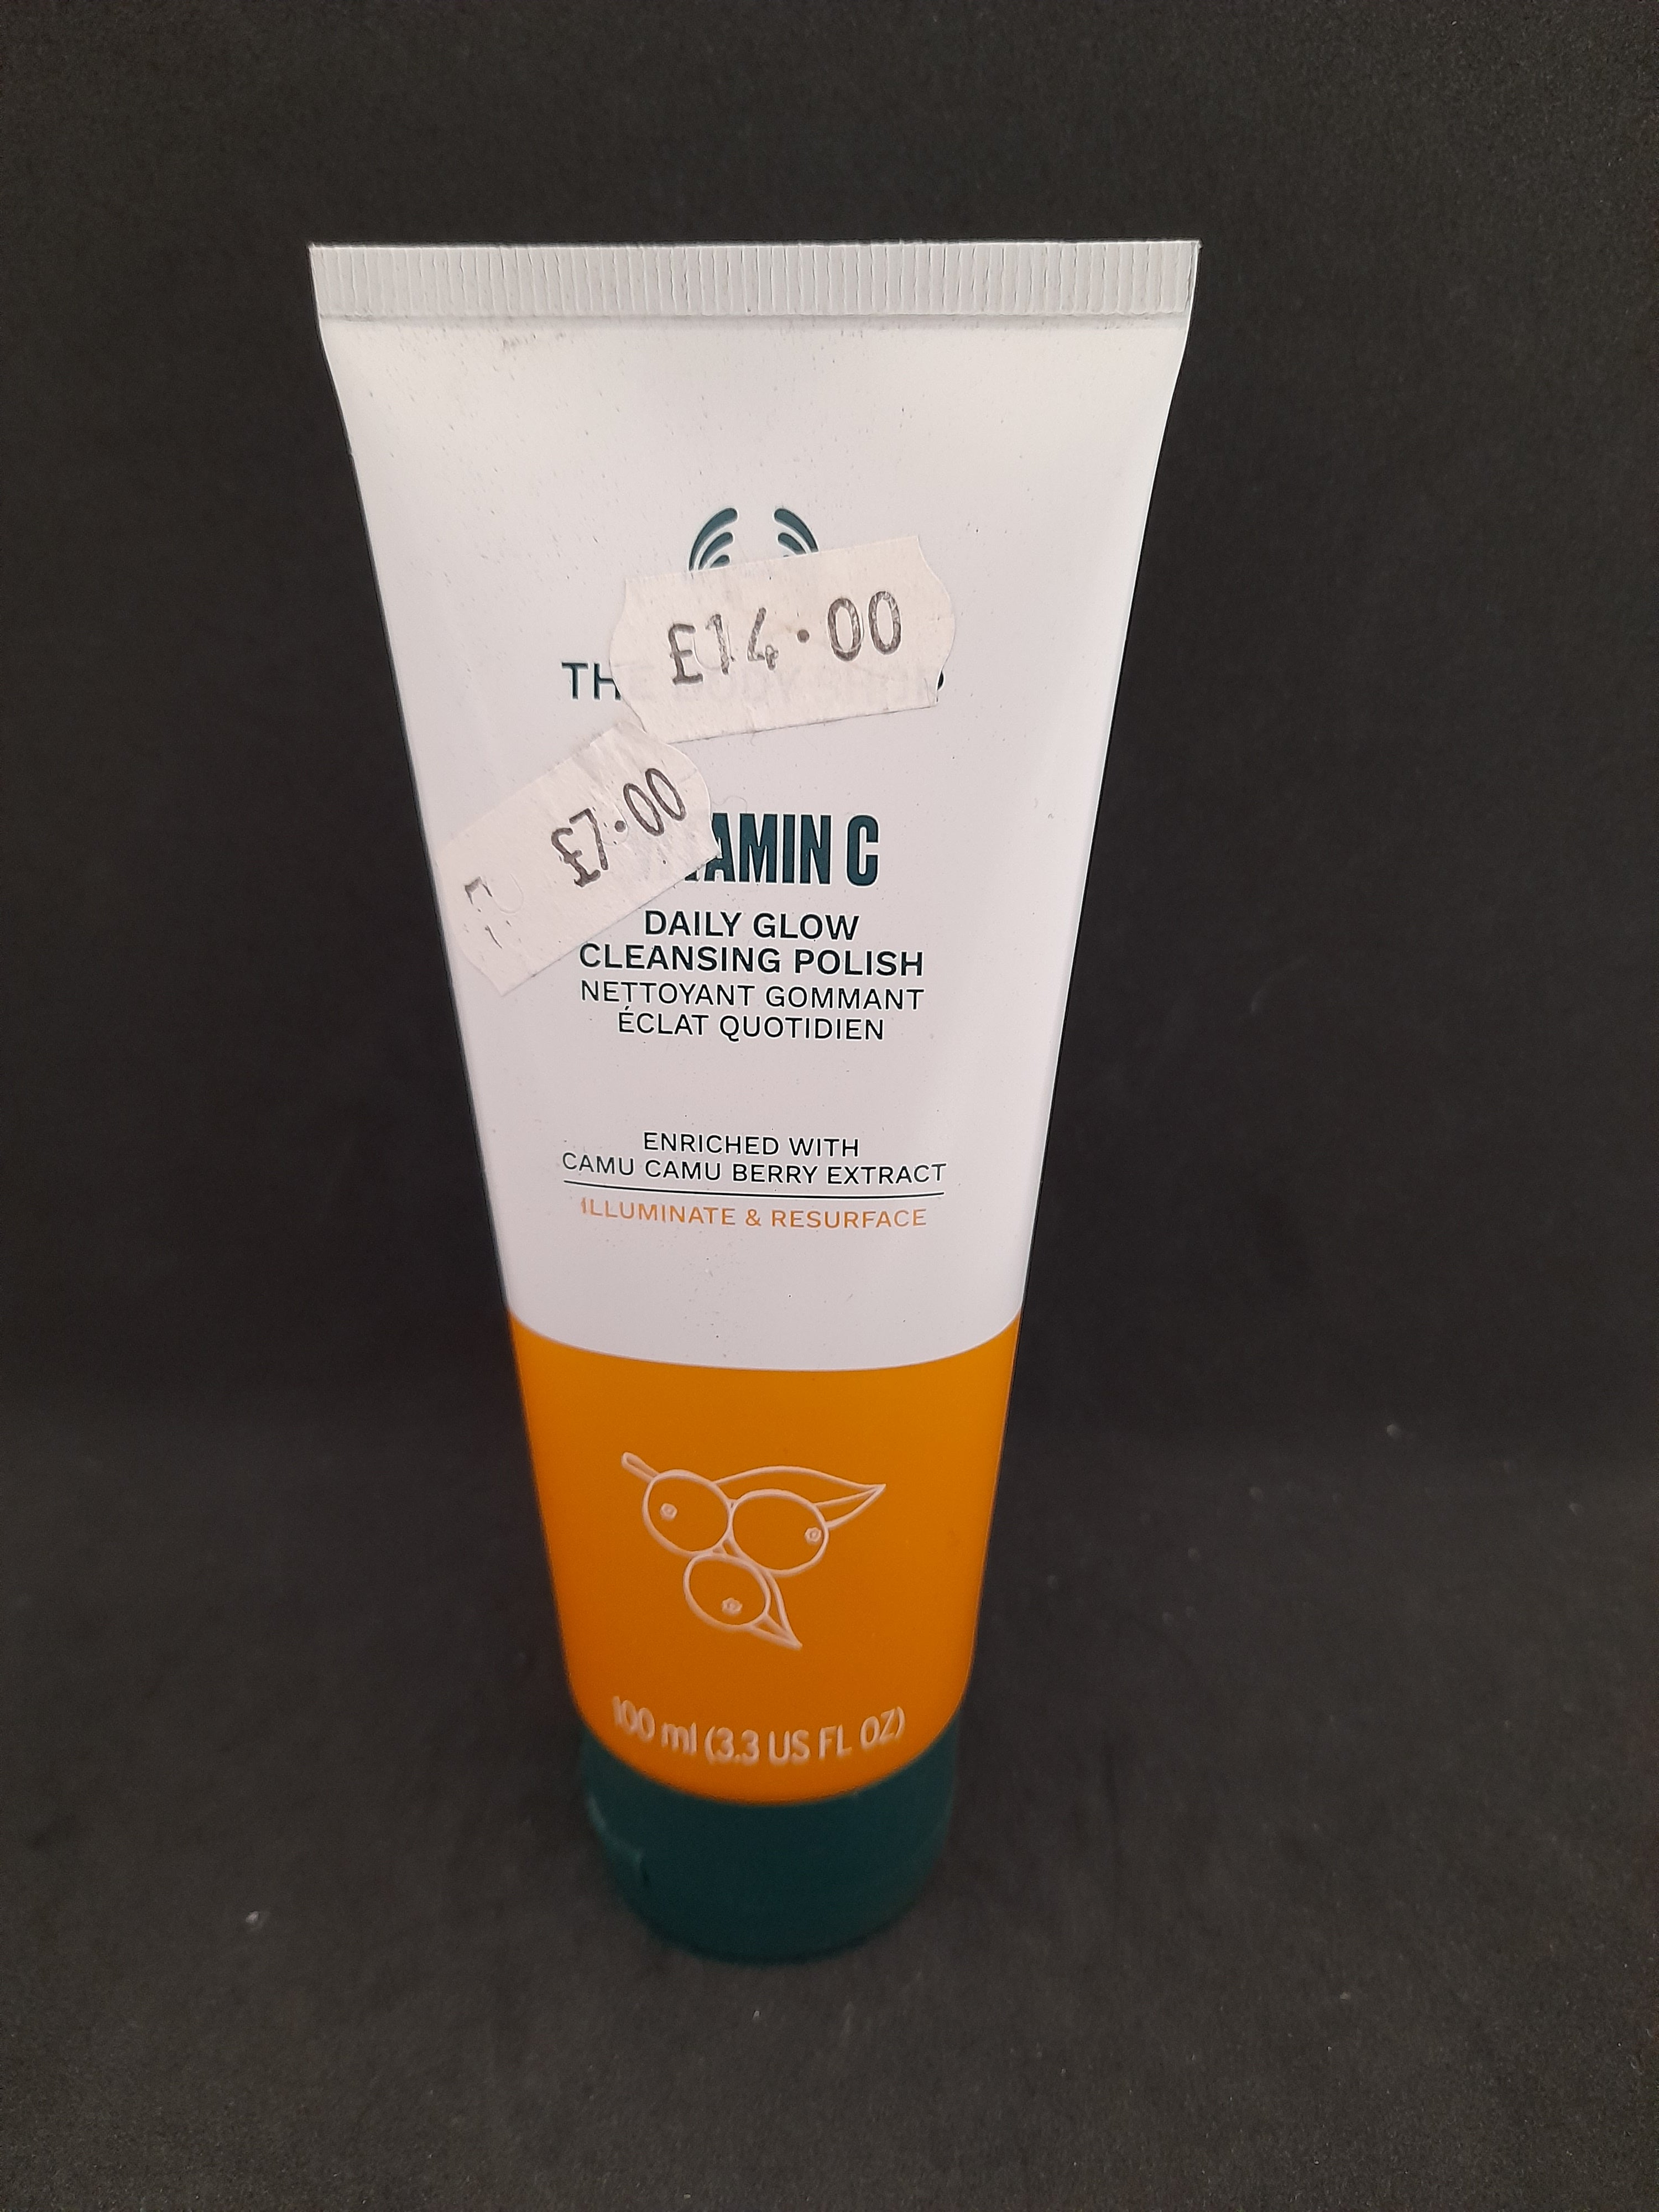 £14.00
TH
£7.00
AMIN C
DAILY GLOW
CLEANSING POLISH
NETTOYANT GOMMANT
ÉCLAT QUOTIDIEN
ENRICHED WITH
CAMU CAMU BERRY EXTRACT
ILLUMINATE & RESURFACE
100 ml (3.3 US FL OZ)